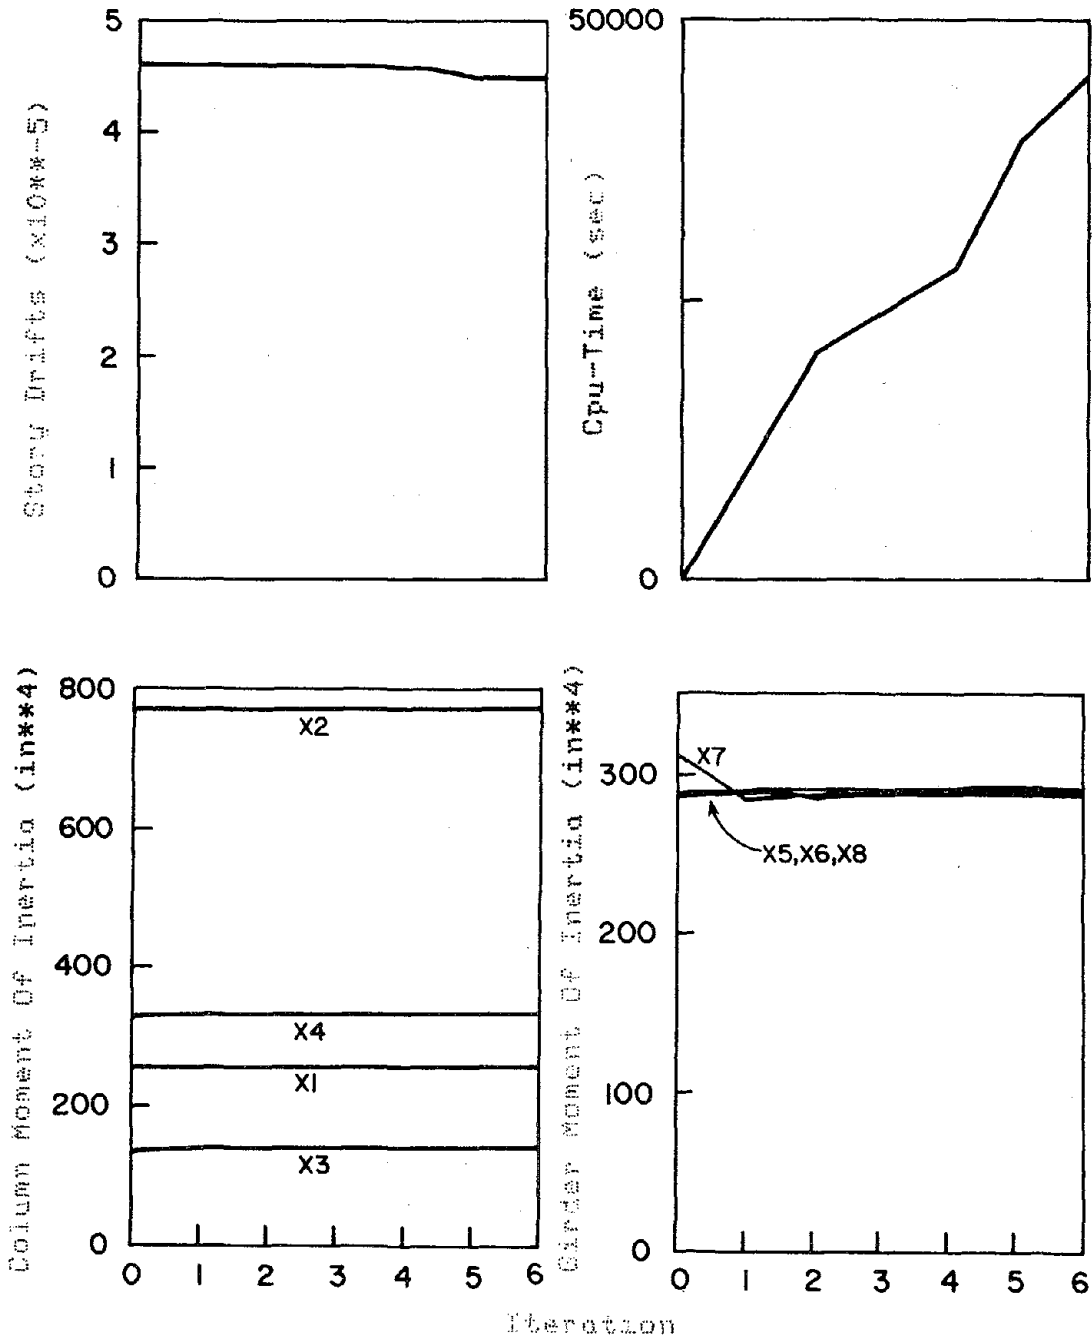 Story Drifts (x10**-5)
5
4
3
2
1
0
Cpu-Time (sec)
50000
0
Column Moment Of Inertia (in**4)
800
600
400
200
0
X2
X4
X1
X3
0 1 2 3 4 5 6
Girder Moment Of Inertia (in**4)
300
200
100
0
X7
X5,X6,X8
0 1 2 3 4 5 6
Iteration